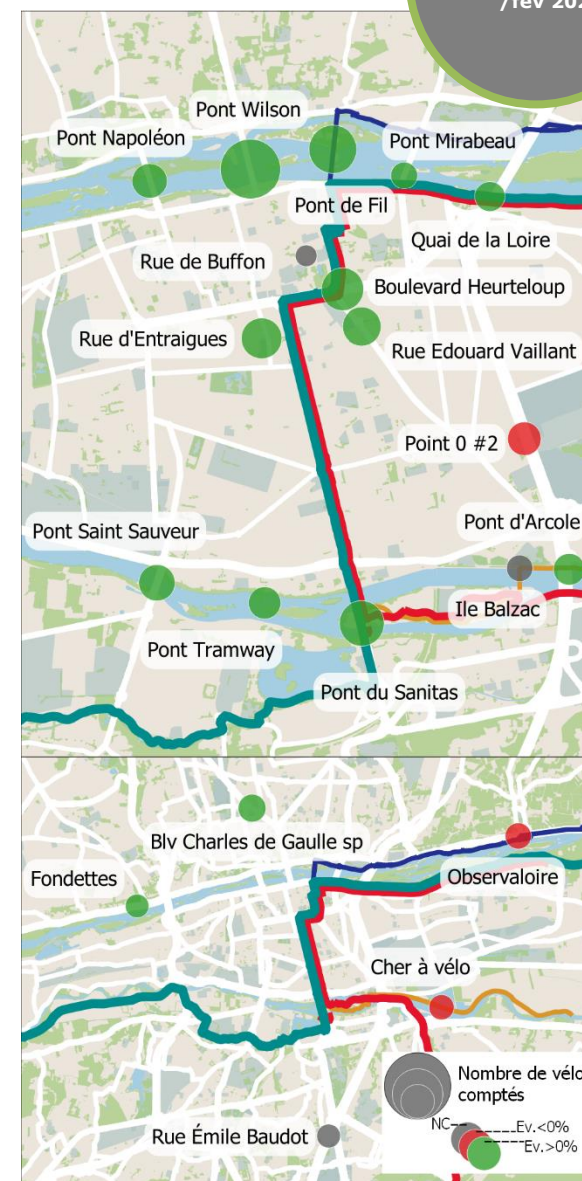 Pont Wilson
Pont Napoléon
Pont Mirabeau
Pont de Fil
Quai de la Loire
Rue de Buffon
Boulevard Heurteloup
Rue d'Entraigues
Rue Edouard Vaillant
Point 0 #2
Pont d'Arcole
Pont Saint Sauveur
Ile Balzac
Pont Tramway
Pont du Sanitas
Blv Charles de Gaulle sp
Fondettes
Observaloire
Cher à vélo
Nombre de vélo
comptés
NC
Ev.<0%
Ev.>0%
Rue Émile Baudot